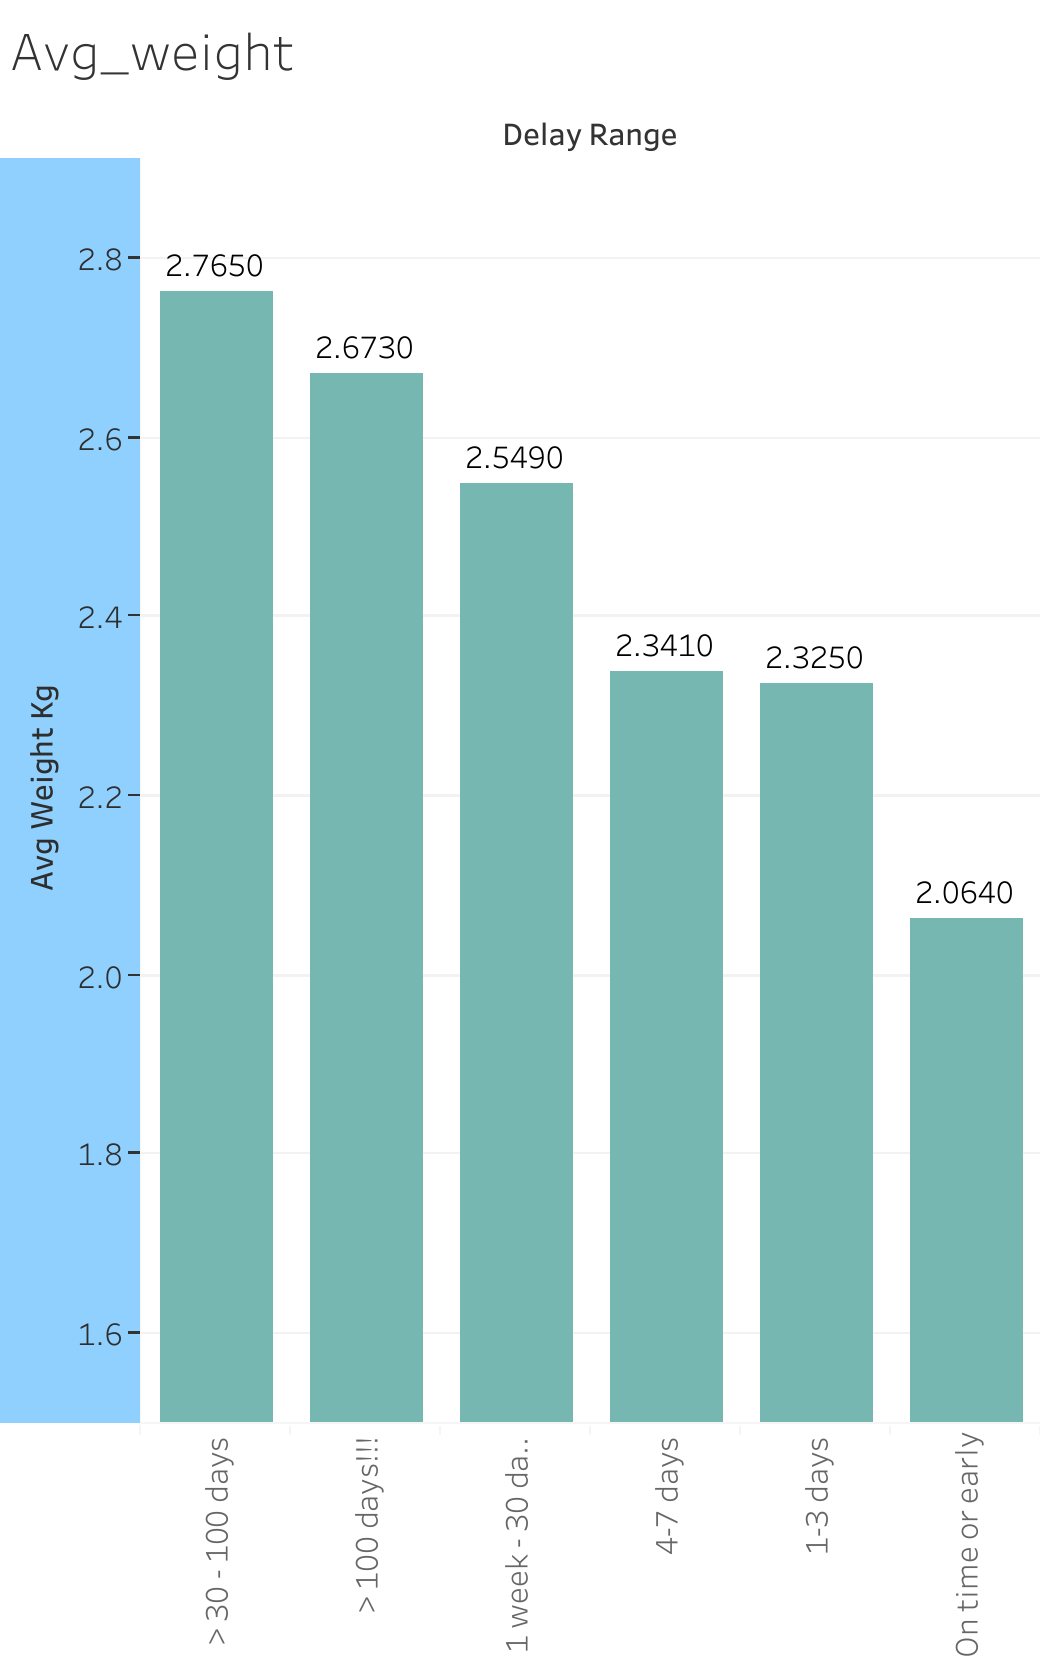 Avg_weight
Delay Range
Avg Weight Kg
2.8
2.6
2.4
2.2
2.0
1.8
1.6
2.7650
2.6730
2.5490
2.3410
2.3250
2.0640
> 30 - 100 days
> 100 days!!!
1 week - 30 da..
4-7 days
1-3 days
On time or early